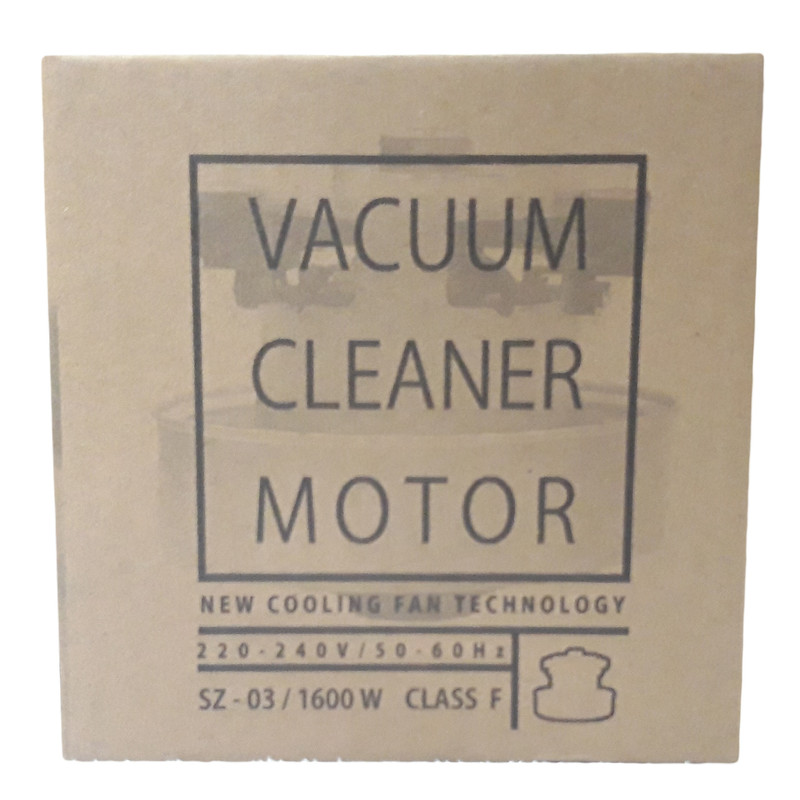 VACUUM
CLEANER
MOTOR
NEW COOLING FAN TECHNOLOGY
220-240V/50-60Hz
SZ-03/1600W CLASS F